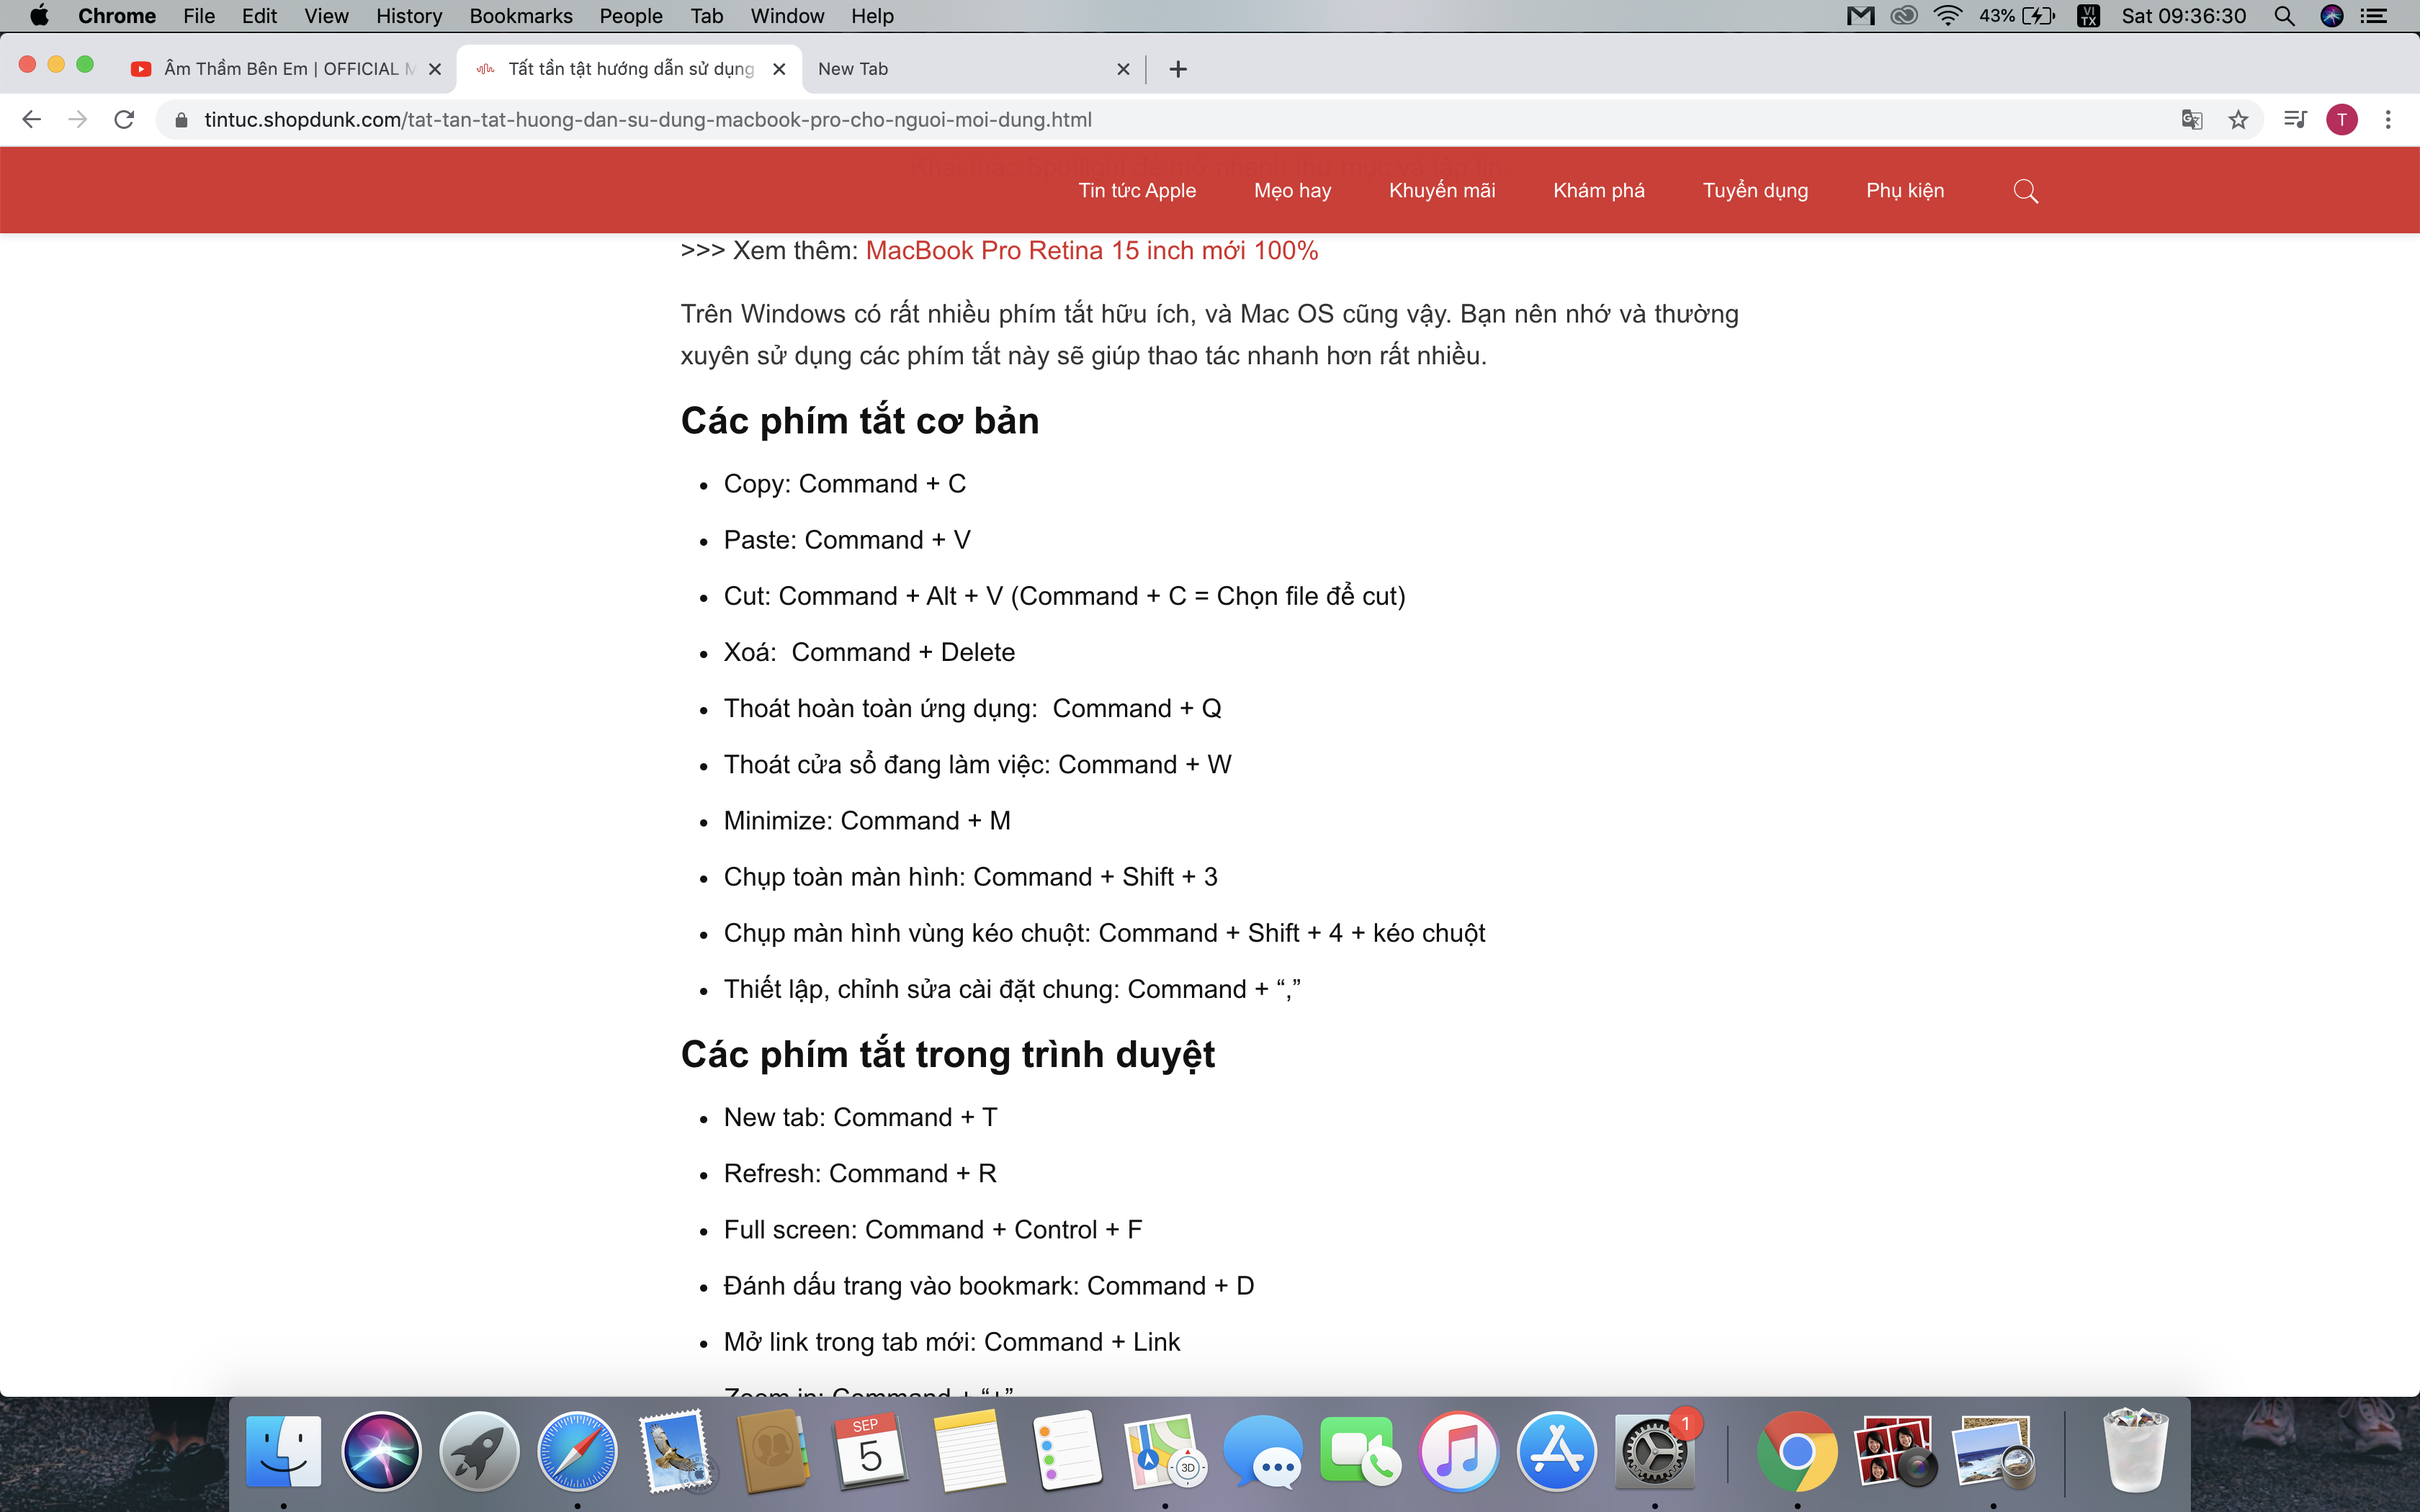 Chrome File Edit View History Bookmarks People Tab Window Help 43% VI TX Sat 09:36:30
Âm Thầm Bên Em | OFFICIAL Tất tần tật hướng dẫn sử dụng New Tab
tintuc.shopdunk.com/tat-tan-tat-huong-dan-su-dung-macbook-pro-cho-nguoi-moi-dung.html T
Tin tức Apple Mẹo hay Khuyến mãi Khám phá Tuyển dụng Phụ kiện
>>> Xem thêm: MacBook Pro Retina 15 inch mới 100%
Trên Windows có rất nhiều phím tắt hữu ích, và Mac OS cũng vậy. Bạn nên nhớ và thường
xuyên sử dụng các phím tắt này sẽ giúp thao tác nhanh hơn rất nhiều.
Các phím tắt cơ bản
• Copy: Command + C
• Paste: Command + V
• Cut: Command + Alt + V (Command + C = Chọn file để cut)
• Xoá:  Command + Delete
• Thoát hoàn toàn ứng dụng:  Command + Q
• Thoát cửa sổ đang làm việc: Command + W
• Minimize: Command + M
• Chụp toàn màn hình: Command + Shift + 3
• Chụp màn hình vùng kéo chuột: Command + Shift + 4 + kéo chuột
• Thiết lập, chỉnh sửa cài đặt chung: Command + “,”
Các phím tắt trong trình duyệt
• New tab: Command + T
• Refresh: Command + R
• Full screen: Command + Control + F
• Đánh dấu trang vào bookmark: Command + D
• Mở link trong tab mới: Command + Link
Zoom in: Command + “+”
SEP
5
3D
1